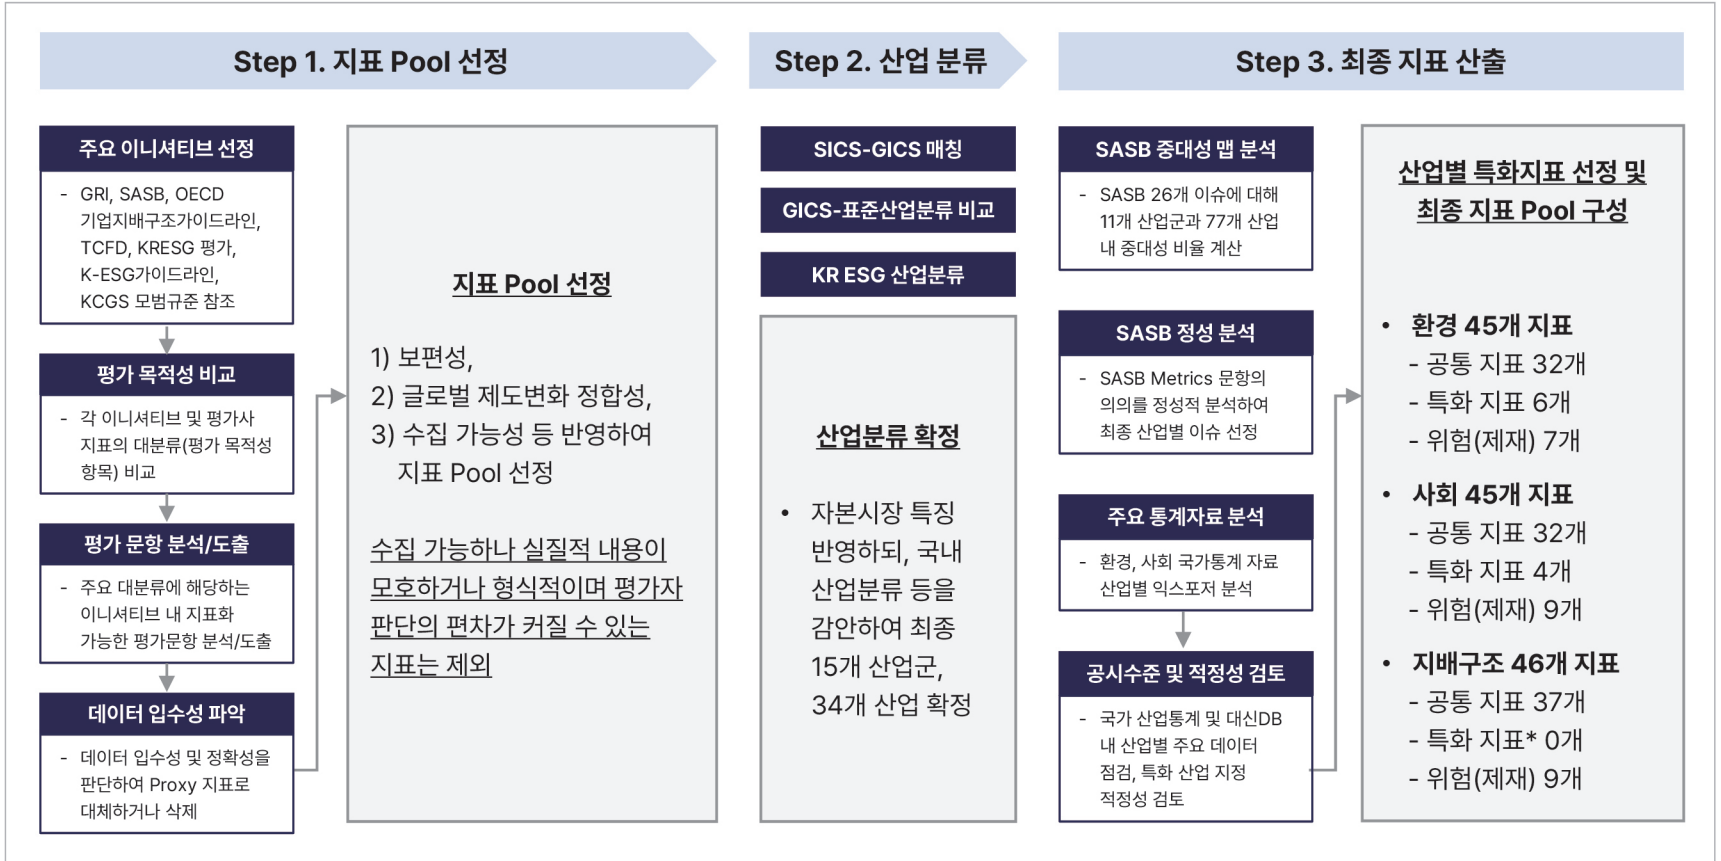 Step 1. 지표 Pool 선정
주요 이니셔티브 선정
- GRI, SASB, OECD
기업지배구조가이드라인,
TCFD, KRESG 평가,
K-ESG가이드라인,
KCGS 모범규준 참조
평가 목적성 비교
- 각 이니셔티브 및 평가사
지표의 대분류(평가 목적성
항목) 비교
평가 문항 분석/도출
- 주요 대분류에 해당하는
이니셔티브 내 지표화
가능한 평가문항 분석/도출
데이터 입수성 파악
- 데이터 입수성 및 정확성을
판단하여 Proxy 지표로
대체하거나 삭제
지표 Pool 선정
1) 보편성,
2) 글로벌 제도변화 정합성,
3) 수집 가능성 등 반영하여
지표 Pool 선정
수집 가능하나 실질적 내용이
모호하거나 형식적이며 평가자
판단의 편차가 커질 수 있는
지표는 제외
Step 2. 산업 분류
SICS-GICS 매칭
GICS-표준산업분류 비교
KR ESG 산업분류
산업분류 확정
• 자본시장 특징
반영하되, 국내
산업분류 등을
감안하여 최종
15개 산업군,
34개 산업 확정
Step 3. 최종 지표 산출
SASB 중대성 맵 분석
- SASB 26개 이슈에 대해
11개 산업군과 77개 산업
내 중대성 비율 계산
SASB 정성 분석
- SASB Metrics 문항의
의의를 정성적 분석하여
최종 산업별 이슈 선정
주요 통계자료 분석
- 환경, 사회 국가통계 자료
산업별 익스포저 분석
공시수준 및 적정성 검토
- 국가 산업통계 및 대신DB
내 산업별 주요 데이터
점검, 특화 산업 지정
적정성 검토
산업별 특화지표 선정 및
최종 지표 Pool 구성
• 환경 45개 지표
- 공통 지표 32개
- 특화 지표 6개
- 위험(제재) 7개
• 사회 45개 지표
- 공통 지표 32개
- 특화 지표 4개
- 위험(제재) 9개
• 지배구조 46개 지표
- 공통 지표 37개
- 특화 지표* 0개
- 위험(제재) 9개